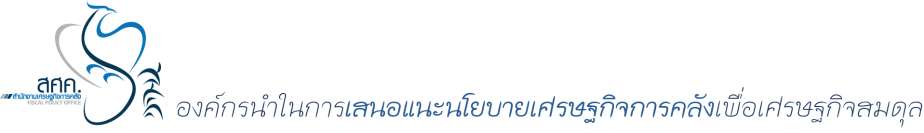 สศค.
สำนักงานเศรษฐกิจการคลัง
FISCAL POLICY OFFICE
องค์กรนำในการเสนอแนะนโยบายเศรษฐกิจการคลังเพื่อเศรษฐกิจสมดุล